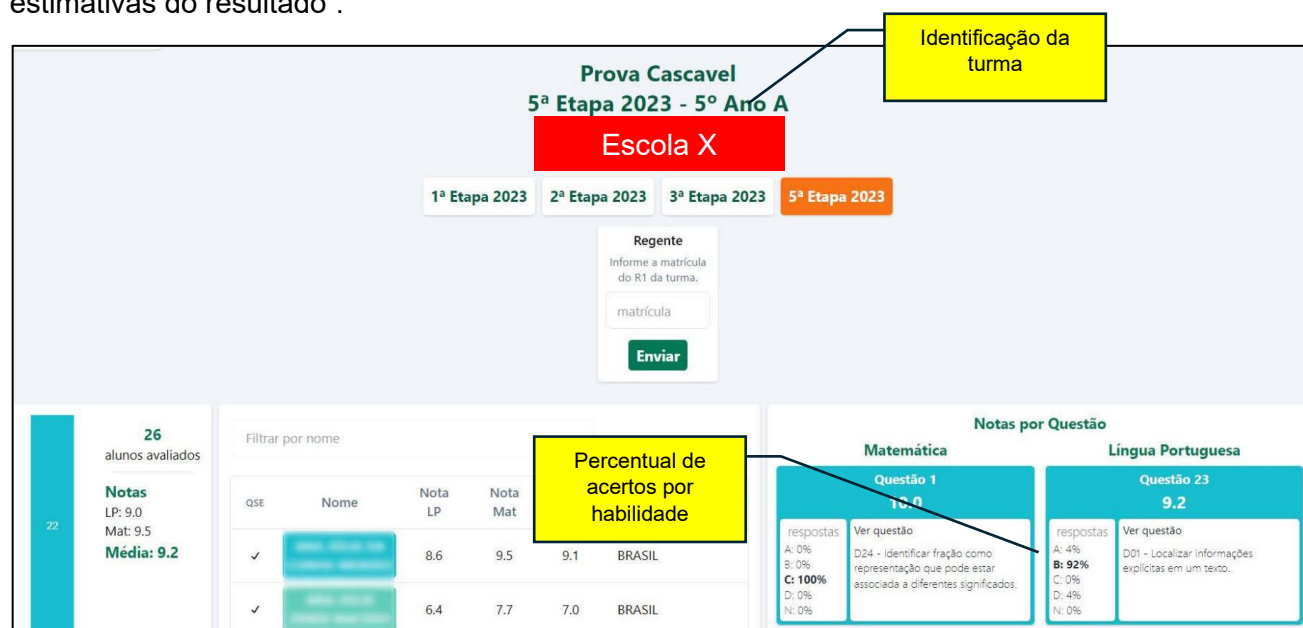 estimativas do resultado".
Identificação da
turma
Prova Cascavel
5ª Etapa 2023 - 5º Ano A
Escola X
1ª Etapa 2023
2ª Etapa 2023
3ª Etapa 2023
5ª Etapa 2023
Regente
Informe a matrícula
do R1 da turma.
matrícula
Enviar
22
26
alunos avaliados
Notas
LP: 9.0
Mat: 9.5
Média: 9.2
Filtrar por nome
Percentual de
acertos por
habilidade
QSE Nome Nota LP Nota Mat
✓ 8.6 9.5 9.1 BRASIL
✓ 6.4 7.7 7.0 BRASIL
Notas por Questão
Matemática
Questão 1
10.0
respostas
A: 0%
B: 0%
C: 100%
D: 0%
N: 0%
Ver questão
D24 - Identificar fração como
representação que pode estar
associada a diferentes significados.
Língua Portuguesa
Questão 23
9.2
respostas
A: 4%
B: 92%
C: 0%
D: 4%
N: 0%
Ver questão
D01 - Localizar informações
explícitas em um texto.